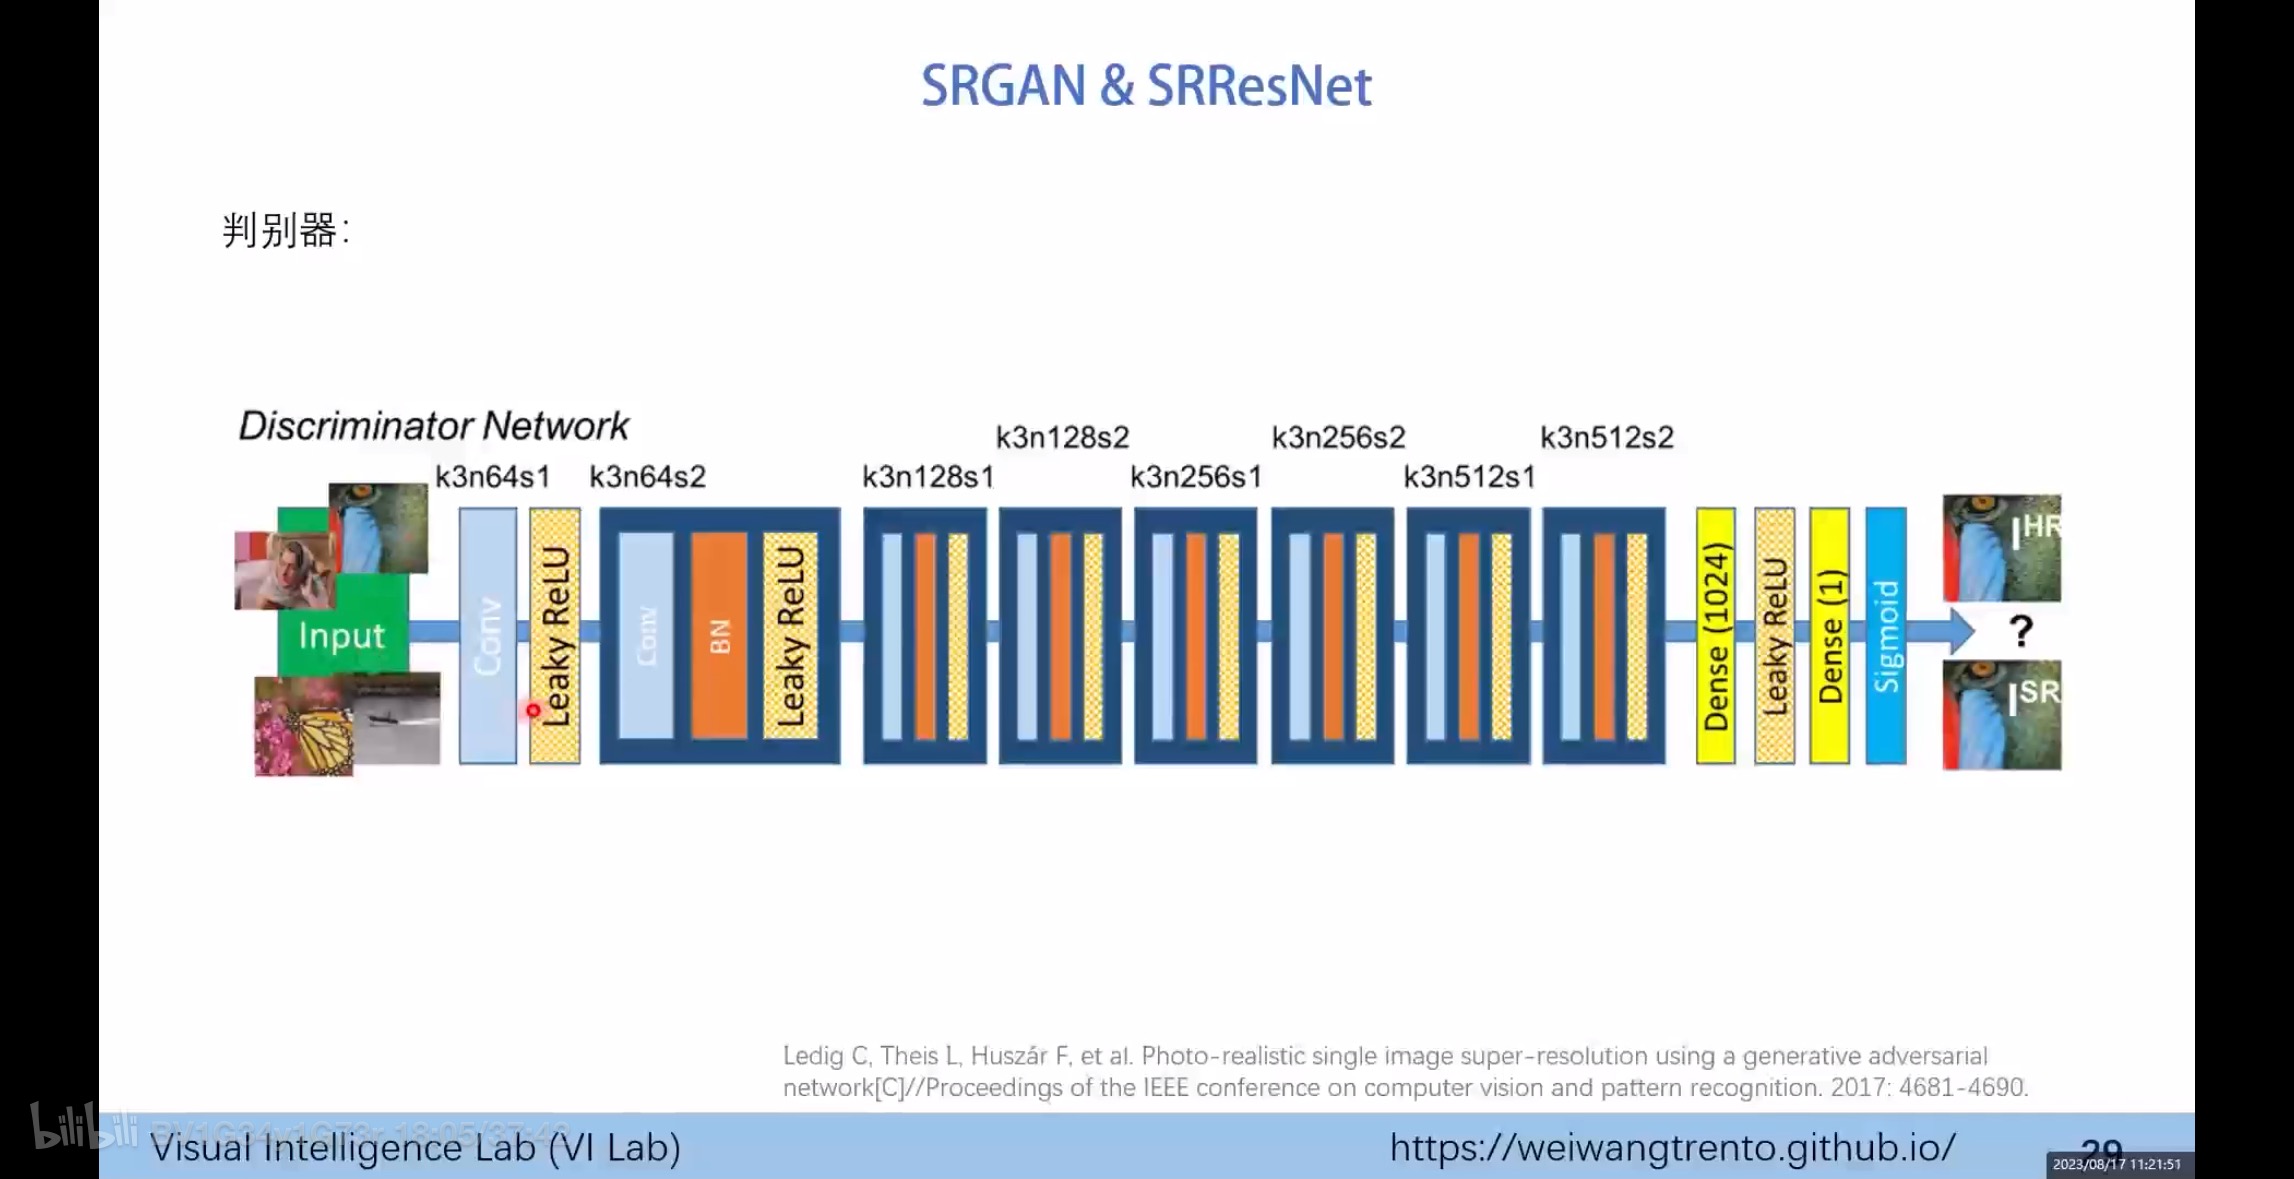 SRGAN & SRResNet
判别器:
Discriminator Network
k3n128s2 k3n256s2 k3n512s2
k3n64s1 k3n64s2 k3n128s1 k3n256s1 k3n512s1
Input
Conv
Leaky ReLU
Conv
BN
Leaky ReLU
Dense (1024)
Leaky ReLU
Dense (1)
Sigmoid
I^HR
?
I^SR
Ledig C, Theis L, Huszár F, et al. Photo-realistic single image super-resolution using a generative adversarial
network[C]//Proceedings of the IEEE conference on computer vision and pattern recognition. 2017: 4681-4690.
bilibili
Visual Intelligence Lab (VI Lab) https://weiwangtrento.github.io/ 29
2023/08/17 11:21:51